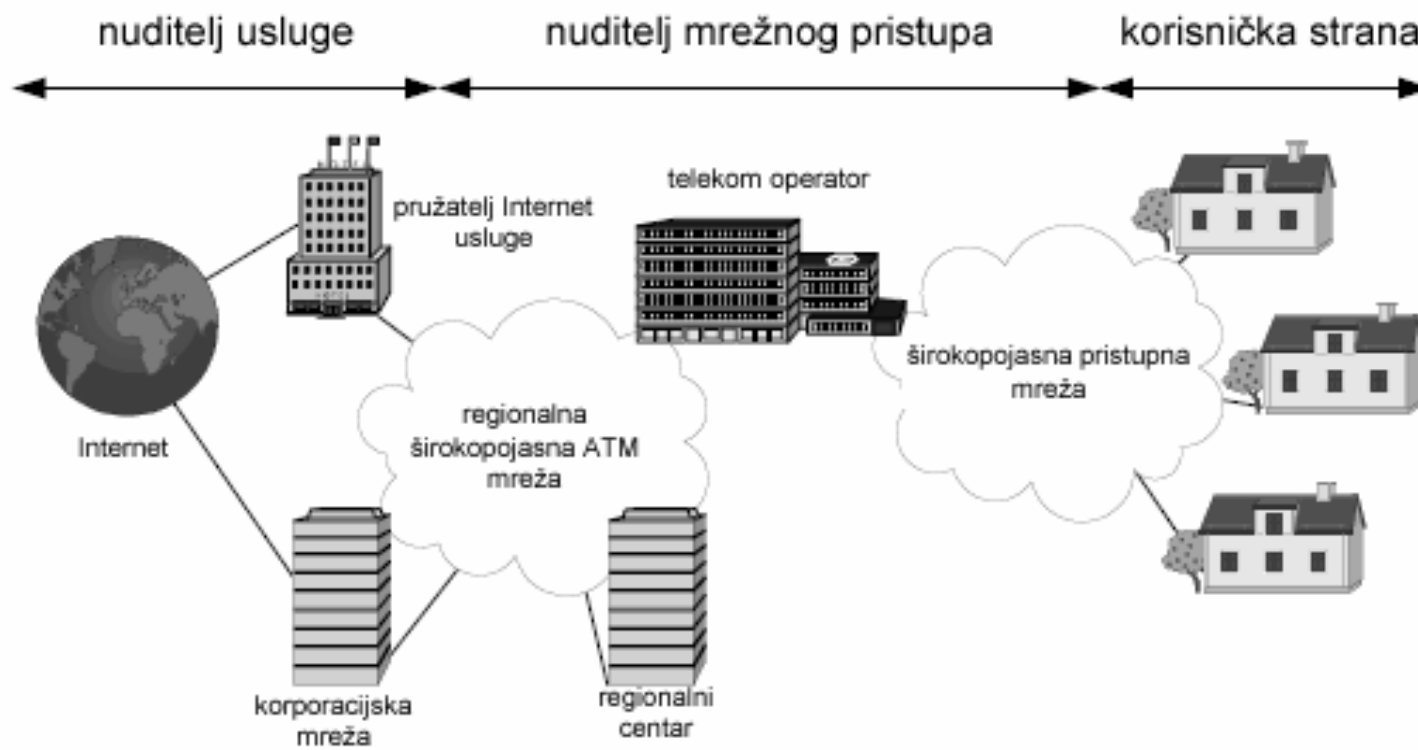 nuditelj usluge
nuditelj mrežnog pristupa
korisnička strana
telekom operator
pružatelj Internet
usluge
širokopojasna pristupna
mreža
regionalna
širokopojasna ATM
mreža
Internet
korporacijska
mreža
regionalni
centar